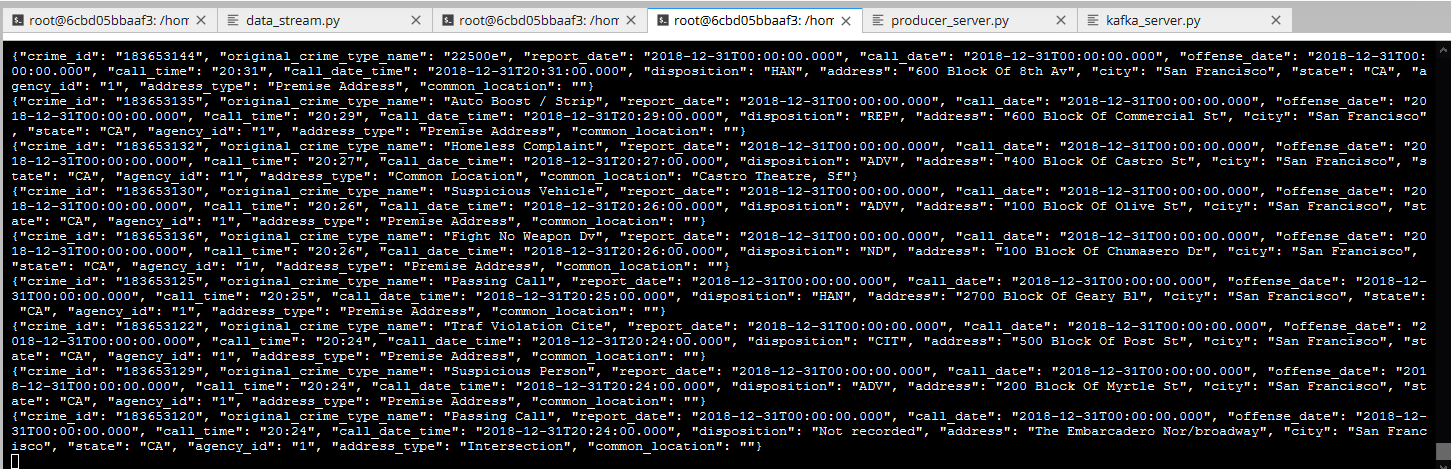 root@6cbd05bbaaf3: /hom
data_stream.py
root@6cbd05bbaaf3: /hom
root@6cbd05bbaaf3: /hom
producer_server.py
kafka_server.py
{"crime_id": "183653144", "original_crime_type_name": "22500e", "report_date": "2018-12-31T00:00:00.000", "call_date": "2018-12-31T00:00:00.000", "offense_date": "2018-12-31T00:
00:00.000", "call_time": "20:31", "call_date_time": "2018-12-31T20:31:00.000", "disposition": "HAN", "address": "600 Block Of 8th Av", "city": "San Francisco", "state": "CA", "a
gency_id": "1", "address_type": "Premise Address", "common_location": ""}
{"crime_id": "183653135", "original_crime_type_name": "Auto Boost / Strip", "report_date": "2018-12-31T00:00:00.000", "call_date": "2018-12-31T00:00:00.000", "offense_date": "20
18-12-31T00:00:00.000", "call_time": "20:29", "call_date_time": "2018-12-31T20:29:00.000", "disposition": "REP", "address": "600 Block Of Commercial St", "city": "San Francisco"
, "state": "CA", "agency_id": "1", "address_type": "Premise Address", "common_location": ""}
{"crime_id": "183653132", "original_crime_type_name": "Homeless Complaint", "report_date": "2018-12-31T00:00:00.000", "call_date": "2018-12-31T00:00:00.000", "offense_date": "20
18-12-31T00:00:00.000", "call_time": "20:27", "call_date_time": "2018-12-31T20:27:00.000", "disposition": "ADV", "address": "400 Block Of Castro St", "city": "San Francisco", "s
tate": "CA", "agency_id": "1", "address_type": "Common Location", "common_location": "Castro Theatre, Sf"}
{"crime_id": "183653130", "original_crime_type_name": "Suspicious Vehicle", "report_date": "2018-12-31T00:00:00.000", "call_date": "2018-12-31T00:00:00.000", "offense_date": "20
18-12-31T00:00:00.000", "call_time": "20:26", "call_date_time": "2018-12-31T20:26:00.000", "disposition": "ADV", "address": "100 Block Of Olive St", "city": "San Francisco", "st
ate": "CA", "agency_id": "1", "address_type": "Premise Address", "common_location": ""}
{"crime_id": "183653136", "original_crime_type_name": "Fight No Weapon Dv", "report_date": "2018-12-31T00:00:00.000", "call_date": "2018-12-31T00:00:00.000", "offense_date": "20
18-12-31T00:00:00.000", "call_time": "20:26", "call_date_time": "2018-12-31T20:26:00.000", "disposition": "ND", "address": "100 Block Of Chumasero Dr", "city": "San Francisco",
"state": "CA", "agency_id": "1", "address_type": "Premise Address", "common_location": ""}
{"crime_id": "183653125", "original_crime_type_name": "Passing Call", "report_date": "2018-12-31T00:00:00.000", "call_date": "2018-12-31T00:00:00.000", "offense_date": "2018-12-
31T00:00:00.000", "call_time": "20:25", "call_date_time": "2018-12-31T20:25:00.000", "disposition": "HAN", "address": "2700 Block Of Geary Bl", "city": "San Francisco", "state":
"CA", "agency_id": "1", "address_type": "Premise Address", "common_location": ""}
{"crime_id": "183653122", "original_crime_type_name": "Traf Violation Cite", "report_date": "2018-12-31T00:00:00.000", "call_date": "2018-12-31T00:00:00.000", "offense_date": "2
018-12-31T00:00:00.000", "call_time": "20:24", "call_date_time": "2018-12-31T20:24:00.000", "disposition": "CIT", "address": "500 Block Of Post St", "city": "San Francisco", "st
ate": "CA", "agency_id": "1", "address_type": "Premise Address", "common_location": ""}
{"crime_id": "183653129", "original_crime_type_name": "Suspicious Person", "report_date": "2018-12-31T00:00:00.000", "call_date": "2018-12-31T00:00:00.000", "offense_date": "201
8-12-31T00:00:00.000", "call_time": "20:24", "call_date_time": "2018-12-31T20:24:00.000", "disposition": "ADV", "address": "200 Block Of Myrtle St", "city": "San Francisco", "st
ate": "CA", "agency_id": "1", "address_type": "Premise Address", "common_location": ""}
{"crime_id": "183653120", "original_crime_type_name": "Passing Call", "report_date": "2018-12-31T00:00:00.000", "call_date": "2018-12-31T00:00:00.000", "offense_date": "2018-12-
31T00:00:00.000", "call_time": "20:24", "call_date_time": "2018-12-31T20:24:00.000", "disposition": "Not recorded", "address": "The Embarcadero Nor/broadway", "city": "San Franc
isco", "state": "CA", "agency_id": "1", "address_type": "Intersection", "common_location": ""}